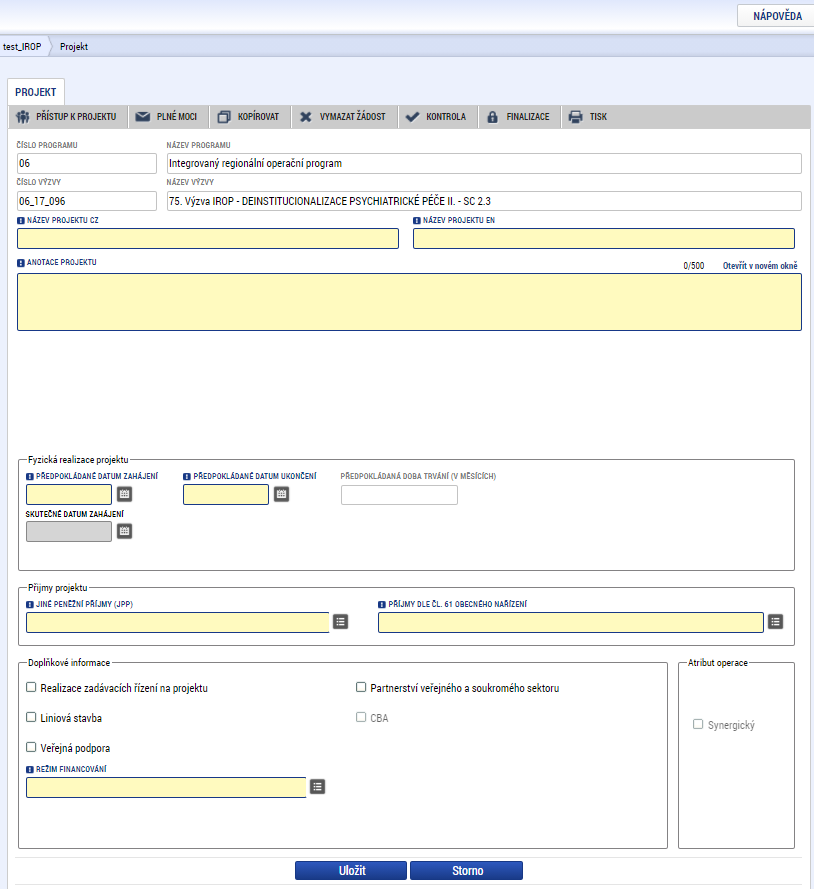 NÁPOVĚDA
test_IROP Projekt
PROJEKT
PŘÍSTUP K PROJEKTU PLNÉ MOCI KOPÍROVAT VYMAZAT ŽÁDOST KONTROLA FINALIZACE TISK
ČÍSLO PROGRAMU NÁZEV PROGRAMU
06 Integrovaný regionální operační program
ČÍSLO VÝZVY NÁZEV VÝZVY
06_17_096 75. Výzva IROP - DEINSTITUCIONALIZACE PSYCHIATRICKÉ PÉČE II. - SC 2.3
NÁZEV PROJEKTU CZ NÁZEV PROJEKTU EN
ANOTACE PROJEKTU 0/500 Otevřít v novém okně
Fyzická realizace projektu
PŘEDPOKLÁDANÉ DATUM ZAHÁJENÍ PŘEDPOKLÁDANÉ DATUM UKONČENÍ PŘEDPOKLÁDANÁ DOBA TRVÁNÍ (V MĚSÍCÍCH)
SKUTEČNÉ DATUM ZAHÁJENÍ
Příjmy projektu
JINÉ PENĚŽNÍ PŘÍJMY (JPP) PŘÍJMY DLE ČL. 61 OBECNÉHO NAŘÍZENÍ
Doplňkové informace Atribut operace
Realizace zadávacích řízení na projektu Partnerství veřejného a soukromého sektoru
Liniová stavba CBA
Synergický
Veřejná podpora
REŽIM FINANCOVÁNÍ
Uložit Storno